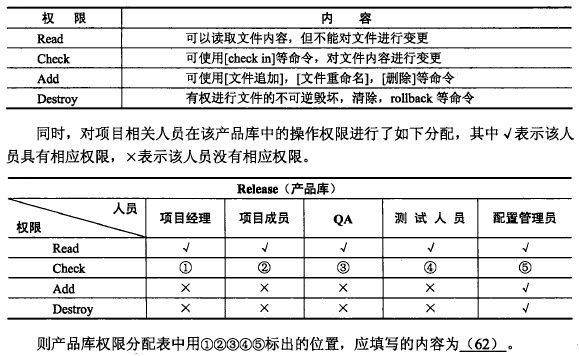 权 限 内 容
Read 可以读取文件内容，但不能对文件进行变更
Check 可使用[check in]等命令，对文件内容进行变更
Add 可使用[文件追加]，[文件重命名]，[删除]等命令
Destroy 有权进行文件的不可逆毁坏，清除，rollback 等命令
同时，对项目相关人员在该产品库中的操作权限进行了如下分配，其中√表示该人
员具有相应权限，×表示该人员没有相应权限。
Release（产品库）
人员
权限 项目经理 项目成员 QA 测 试 人 员 配置管理员
Read √ √ √ √ √
Check ① ② ③ ④ ⑤
Add × × × × √
Destroy × × × × √
则产品库权限分配表中用①②③④⑤标出的位置，应填写的内容为 （62） 。